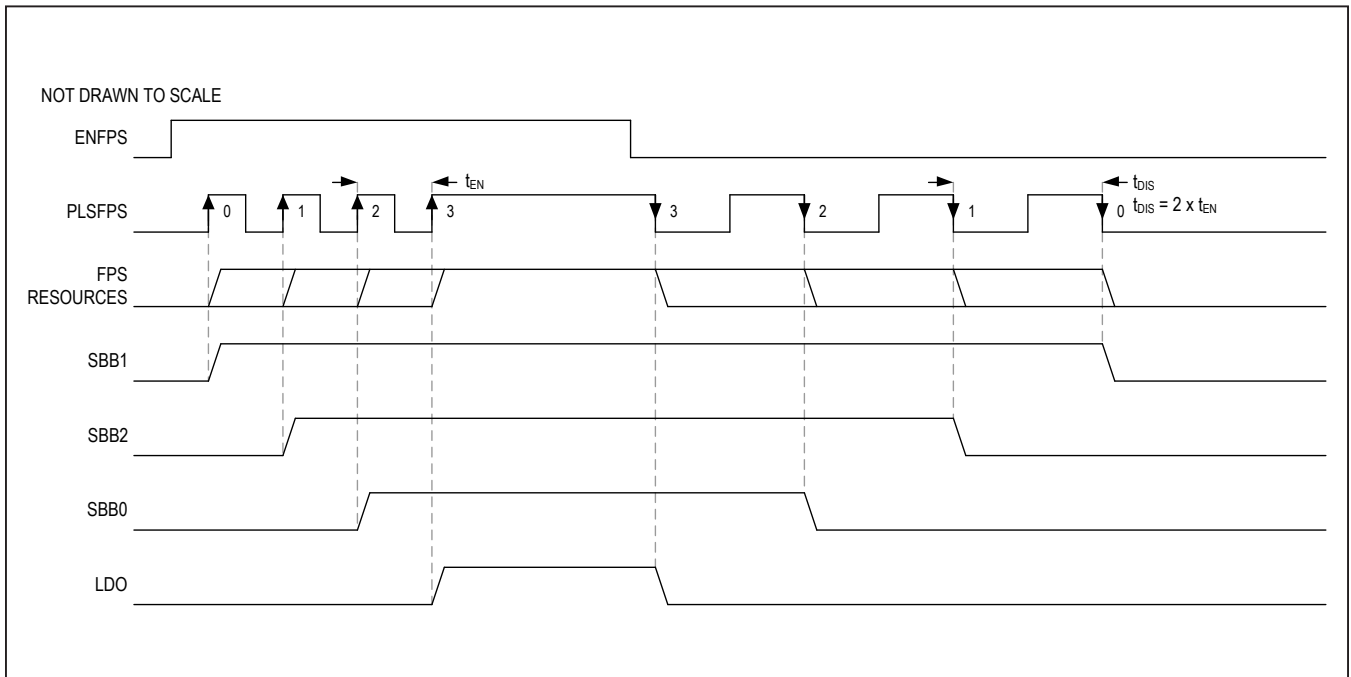 NOT DRAWN TO SCALE
ENFPS
PLSFPS
0
1
2
3
tEN
3
2
1
0
tDIS
tDIS = 2 x tEN
FPS
RESOURCES
SBB1
SBB2
SBB0
LDO